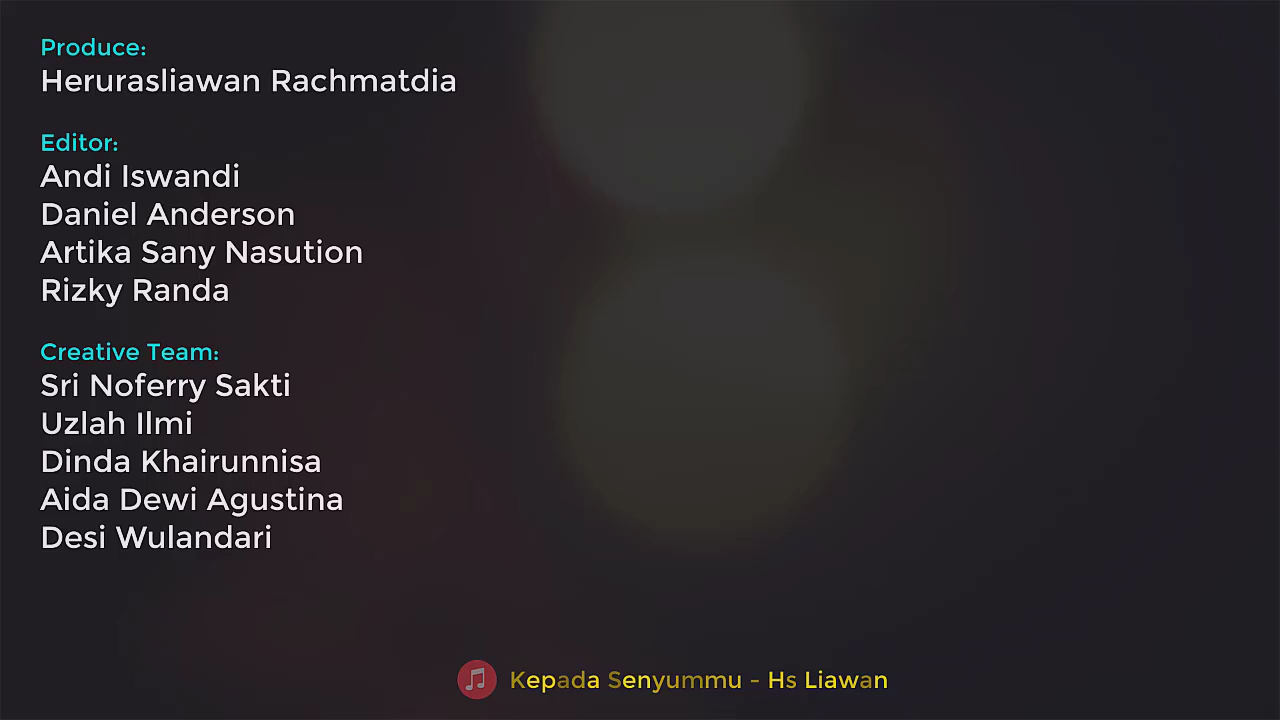 Produce:
Herurasliawan Rachmatdia
Editor:
Andi Iswandi
Daniel Anderson
Artika Sany Nasution
Rizky Randa
Creative Team:
Sri Noferry Sakti
Uzlah Ilmi
Dinda Khairunnisa
Aida Dewi Agustina
Desi Wulandari
Kepada Senyummu - Hs Liawan